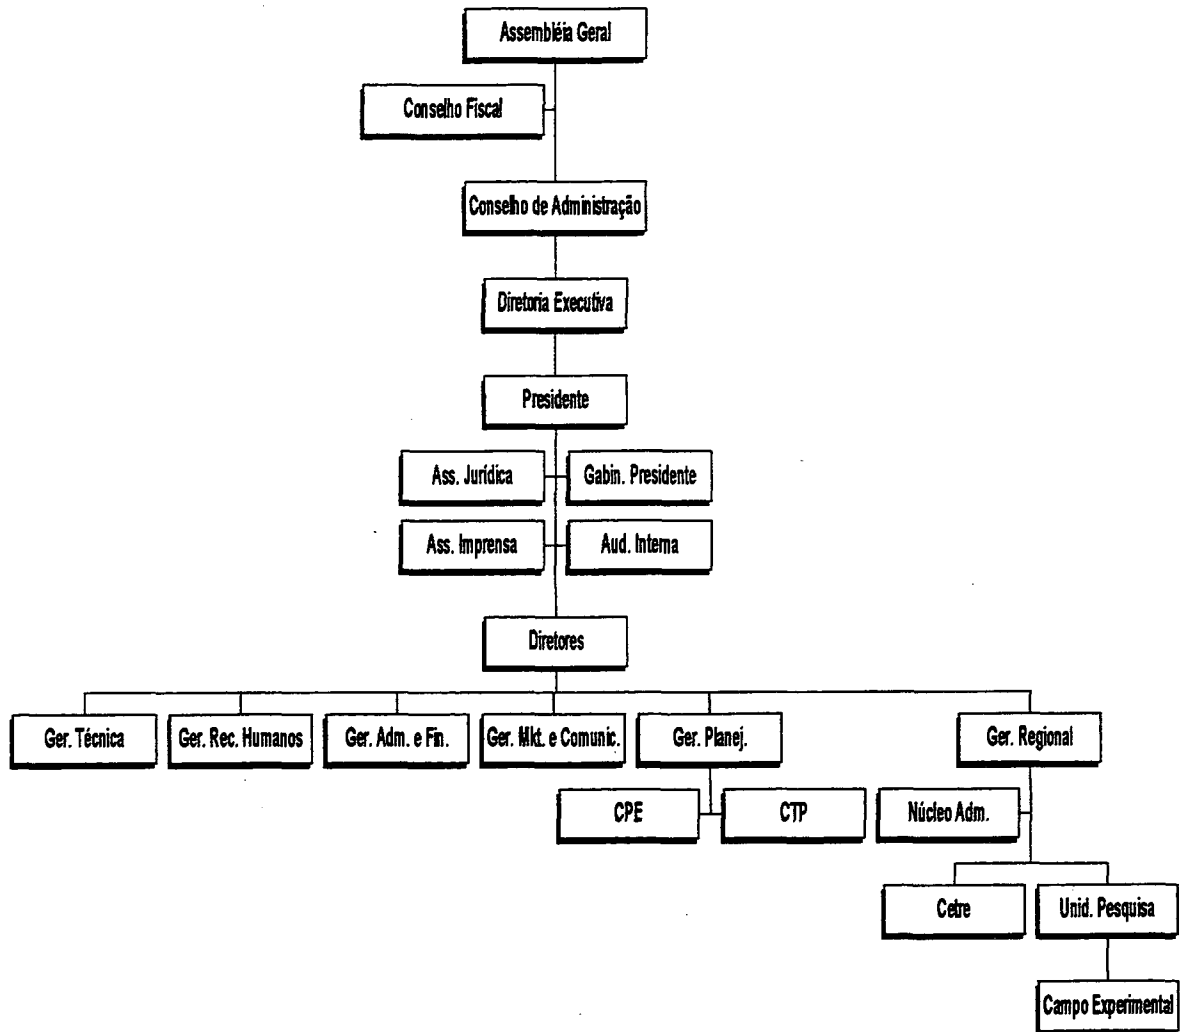 Assembléia Geral
Conselho Fiscal
Conselho de Administração
Diretoria Executiva
Presidente
Ass. Jurídica
Gabin. Presidente
Ass. Imprensa
Aud. Interna
Diretores
Ger. Técnica
Ger. Rec. Humanos
Ger. Adm. e Fin.
Ger. Mkt. e Comunic.
Ger. Planej.
Ger. Regional
CPE
CTP
Núcleo Adm.
Cetre
Unid. Pesquisa
Campo Experimental